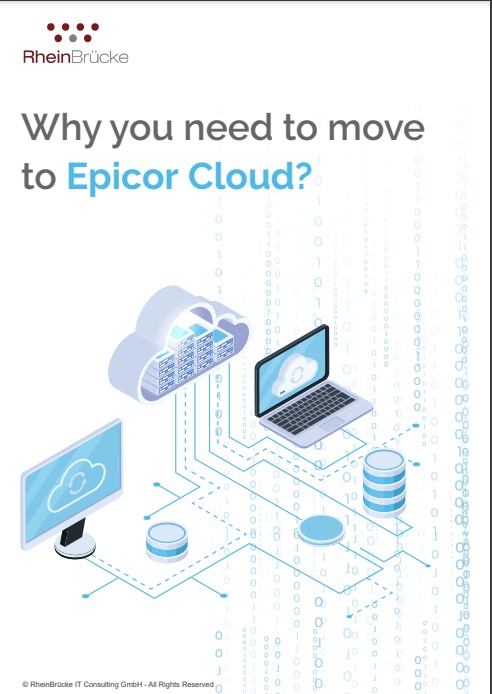 RheinBrücke
Why you need to move
to Epicor Cloud?
© RheinBrücke IT Consulting GmbH - All Rights Reserved